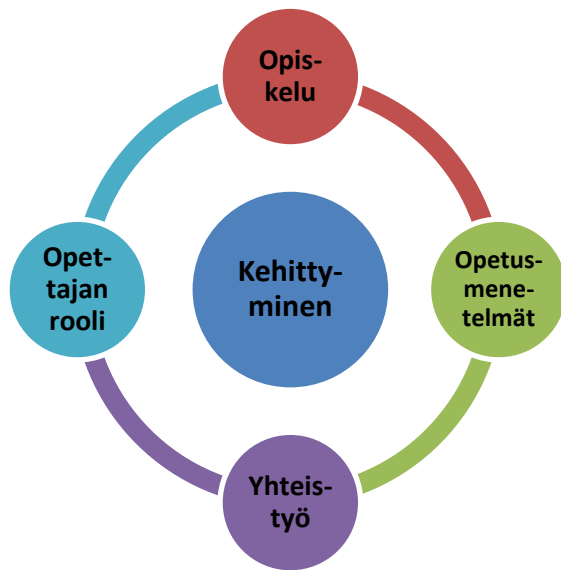 Opis-
kelu
Opet-
tajan
rooli
Kehitty-
minen
Opetus-
mene-
telmät
Yhteis-
työ